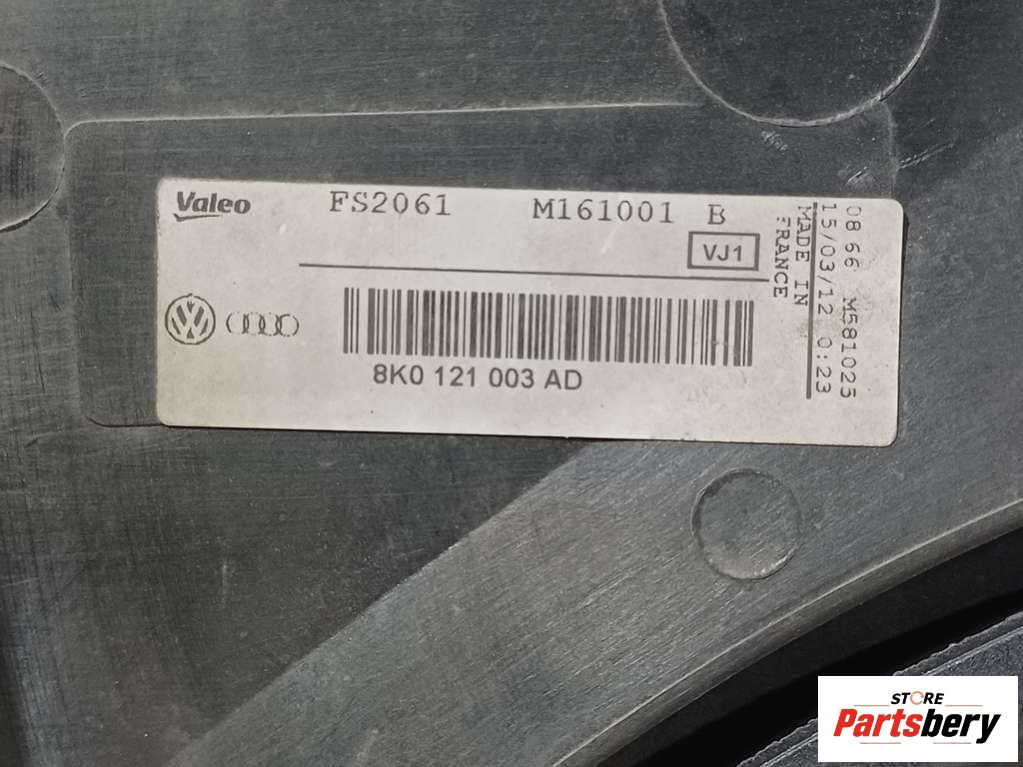 Valeo FS2061 M161001 B
VJ1
8K0 121 003 AD
08 66 M581025
15/03/12 0:23
MADE IN
FRANCE
STORE
Partsbery